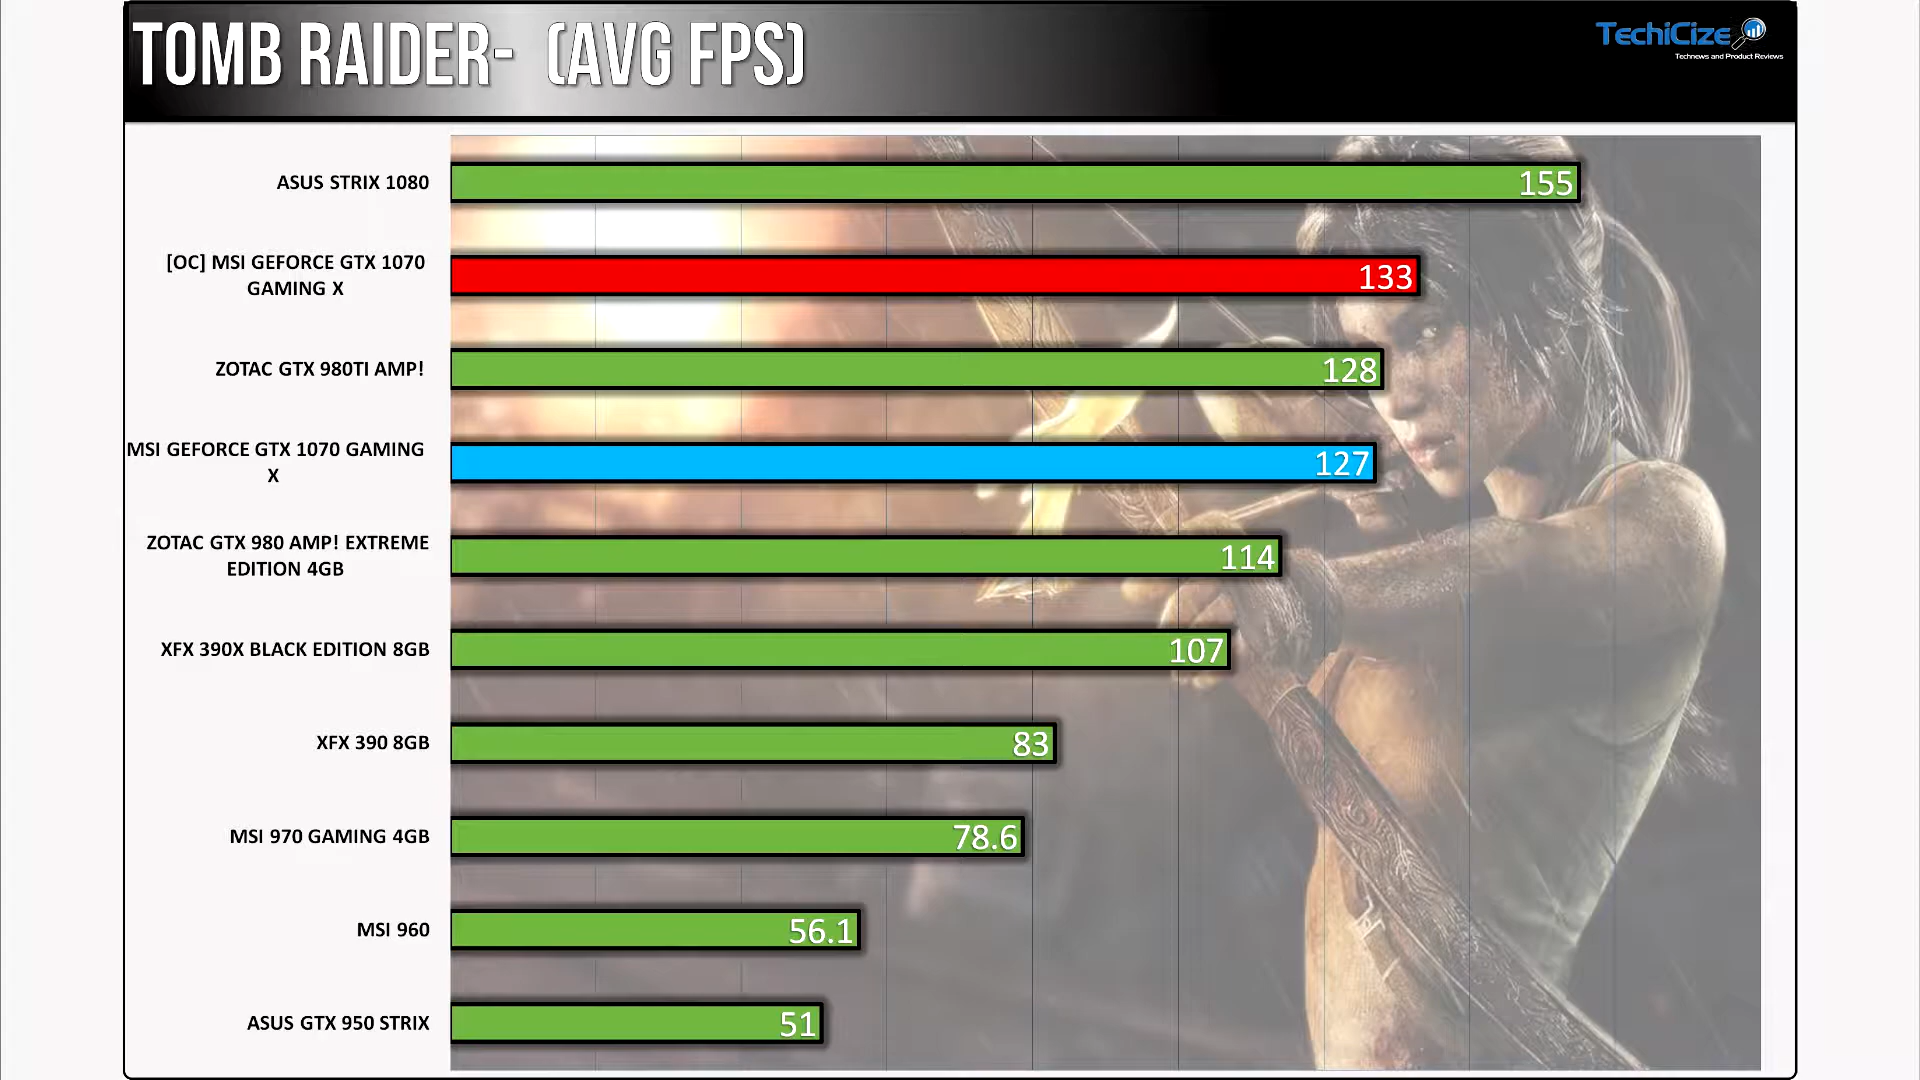 TOMB RAIDER- (AVG FPS)
TechiCize
Technews and Product Reviews
ASUS STRIX 1080
155
[OC] MSI GEFORCE GTX 1070
GAMING X
133
ZOTAC GTX 980TI AMP!
128
MSI GEFORCE GTX 1070 GAMING
X
127
ZOTAC GTX 980 AMP! EXTREME
EDITION 4GB
114
XFX 390X BLACK EDITION 8GB
107
XFX 390 8GB
83
MSI 970 GAMING 4GB
78.6
MSI 960
56.1
ASUS GTX 950 STRIX
51